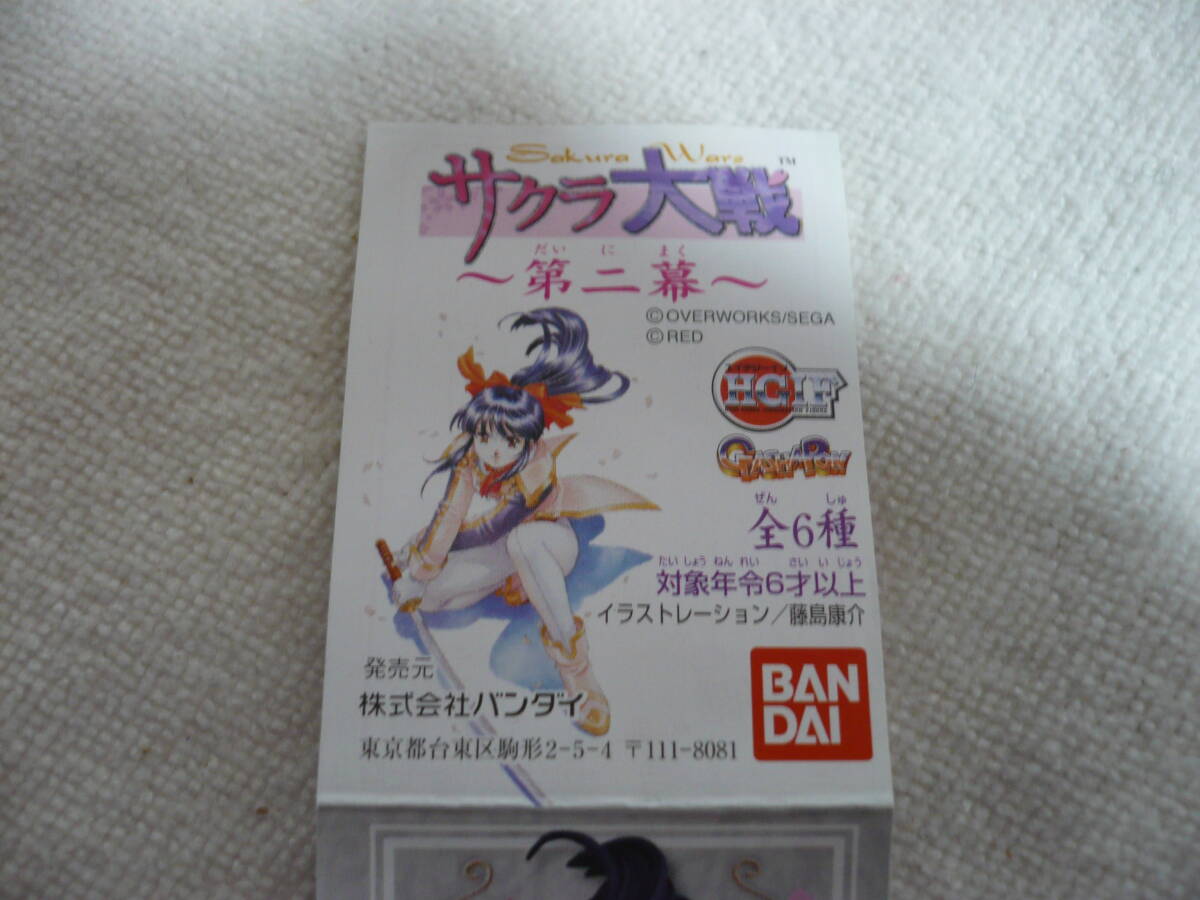 Sakura Wars
サクラ大戦™
だい に まく
～第二幕～
©OVERWORKS/SEGA
©RED
HGIF
GASHAPON
ぜん しゅ
全6種
たいしょう ねんれい さい いじょう
対象年令6才以上
イラストレーション／藤島康介
発売元
株式会社バンダイ
東京都台東区駒形2-5-4 〒111-8081
BAN
DAI